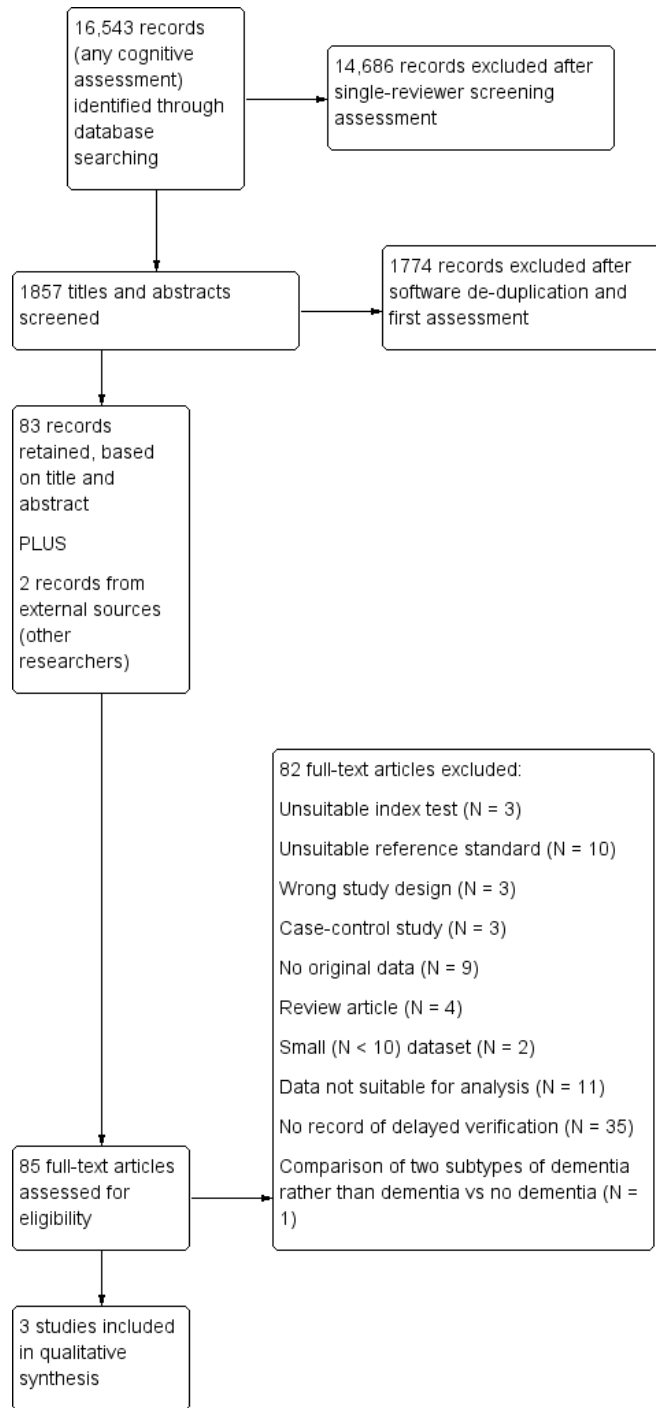 16,543 records
(any cognitive
assessment)
identified through
database
searching
14,686 records excluded after
single-reviewer screening
assessment
1857 titles and abstracts
screened
1774 records excluded after
software de-duplication and
first assessment
83 records
retained, based
on title and
abstract
PLUS
2 records from
external sources
(other
researchers)
82 full-text articles excluded:
Unsuitable index test (N = 3)
Unsuitable reference standard (N = 10)
Wrong study design (N = 3)
Case-control study (N = 3)
No original data (N = 9)
Review article (N = 4)
Small (N < 10) dataset (N = 2)
Data not suitable for analysis (N = 11)
No record of delayed verification (N = 35)
Comparison of two subtypes of dementia
rather than dementia vs no dementia (N =
1)
85 full-text articles
assessed for
eligibility
3 studies included
in qualitative
synthesis